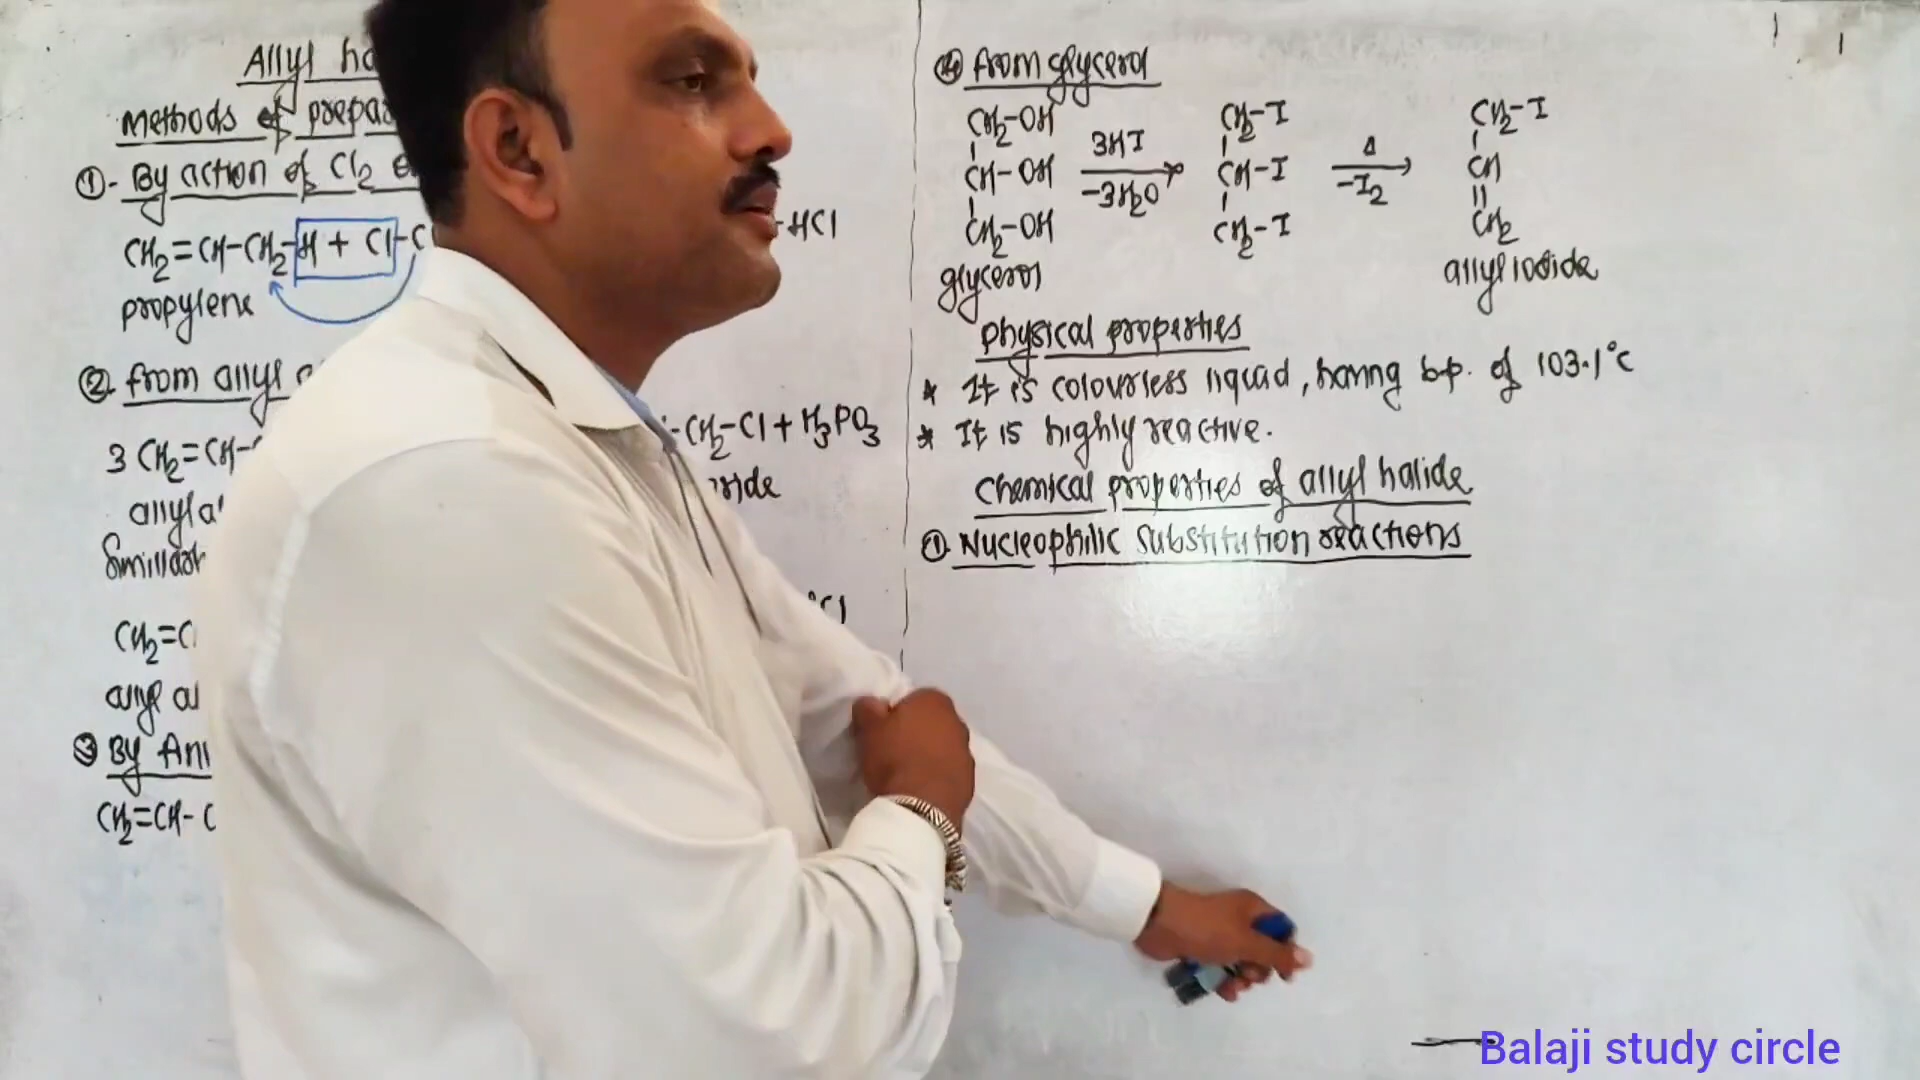 Allyl ha
Methods of prepar
①- By action of Cl2 o
CH2=CH-CH2-H + Cl-C
-HCl
propylene
②. from allyl a
3 CH2=CH-
-CH2-Cl + H3PO3
allyl al
ride
Similarl
CH2=C
Cl
allyl al
③ By
CH2=CH- C
④ from glycerol
CH2-OH
CH-OH
CH2-OH
3HI
-3H2O
CH2-I
CH-I
CH2-I
Δ
-I2
CH2-I
CH
||
CH2
glycerol
allyl iodide
physical properties
* It is colourless liquid, having b.p. of 103.1°C
* It is highly reactive.
Chemical properties of allyl halide
①. Nucleophilic substitution reactions
Balaji study circle